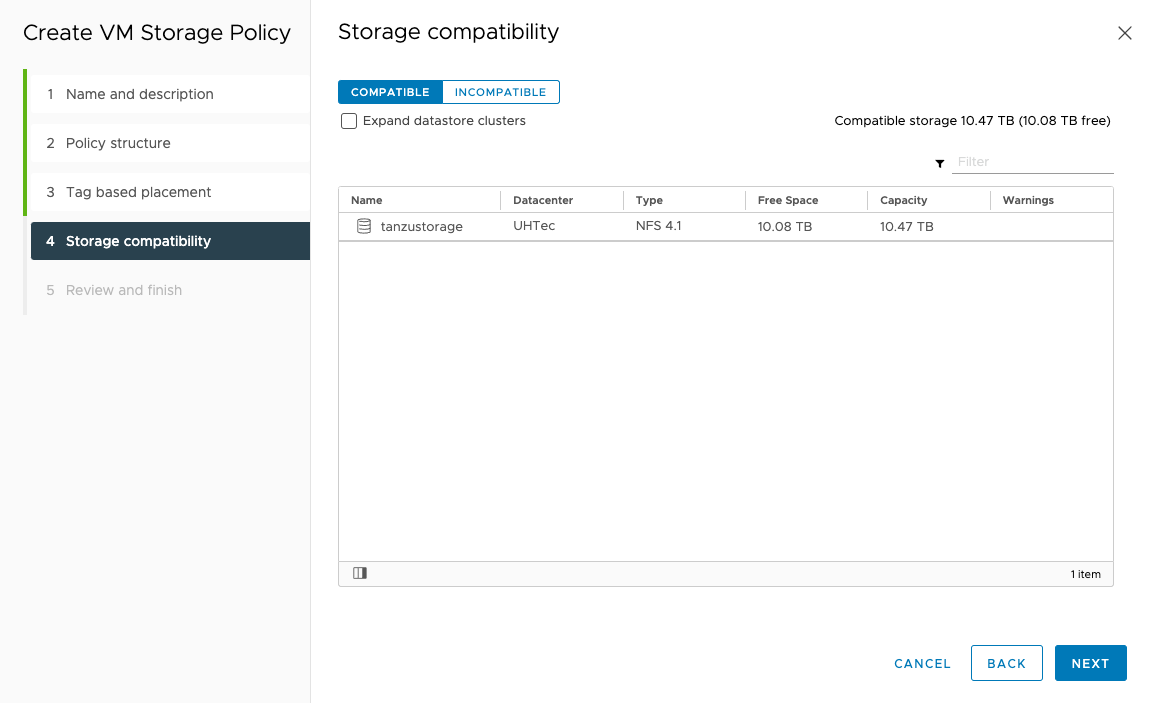 Create VM Storage Policy
1 Name and description
2 Policy structure
3 Tag based placement
4 Storage compatibility
5 Review and finish
Storage compatibility
COMPATIBLE INCOMPATIBLE
Expand datastore clusters
Compatible storage 10.47 TB (10.08 TB free)
Filter
Name Datacenter Type Free Space Capacity Warnings
tanzustorage UHTec NFS 4.1 10.08 TB 10.47 TB
1 item
CANCEL BACK NEXT